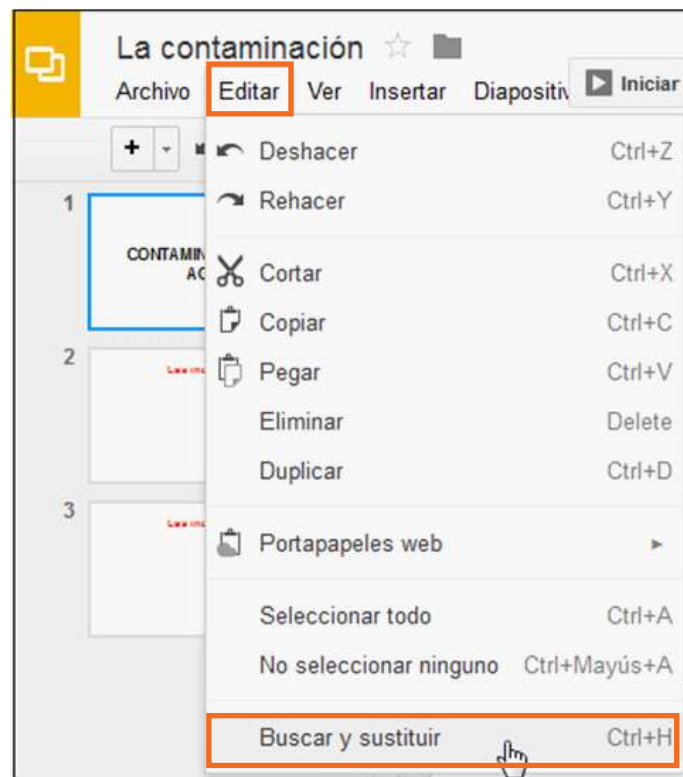 La contaminación
Archivo Editar Ver Insertar Diapositiv Iniciar
+
1
CONTAMIN
AC
Deshacer Ctrl+Z
Rehacer Ctrl+Y
Cortar Ctrl+X
Copiar Ctrl+C
2
Pegar Ctrl+V
Eliminar Delete
Duplicar Ctrl+D
3
Portapapeles web
Seleccionar todo Ctrl+A
No seleccionar ninguno Ctrl+Mayús+A
Buscar y sustituir Ctrl+H